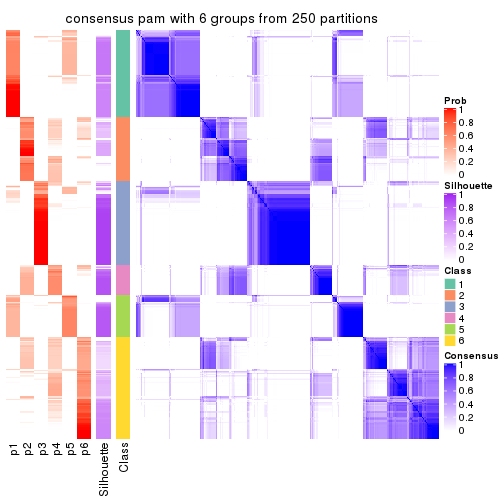 consensus pam with 6 groups from 250 partitions
Prob
1
0.8
0.6
0.4
0.2
0
Silhouette
1
0.8
0.6
0.4
0.2
0
Class
1
2
3
4
5
6
Consensus
1
0.8
0.6
0.4
0.2
0
p1
p2
p3
p4
p5
p6
Silhouette
Class